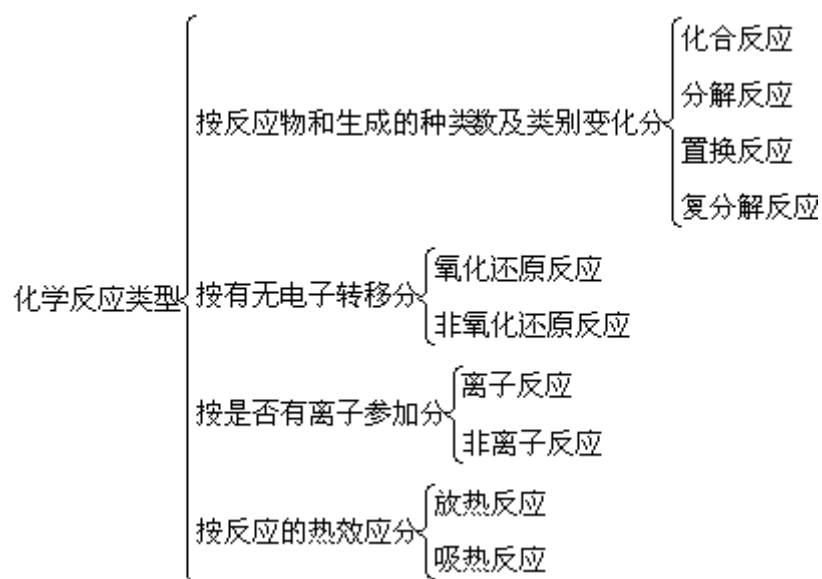 化学反应类型
按反应物和生成的种类数及类别变化分
化合反应
分解反应
置换反应
复分解反应
按有无电子转移分
氧化还原反应
非氧化还原反应
按是否有离子参加分
离子反应
非离子反应
按反应的热效应分
放热反应
吸热反应